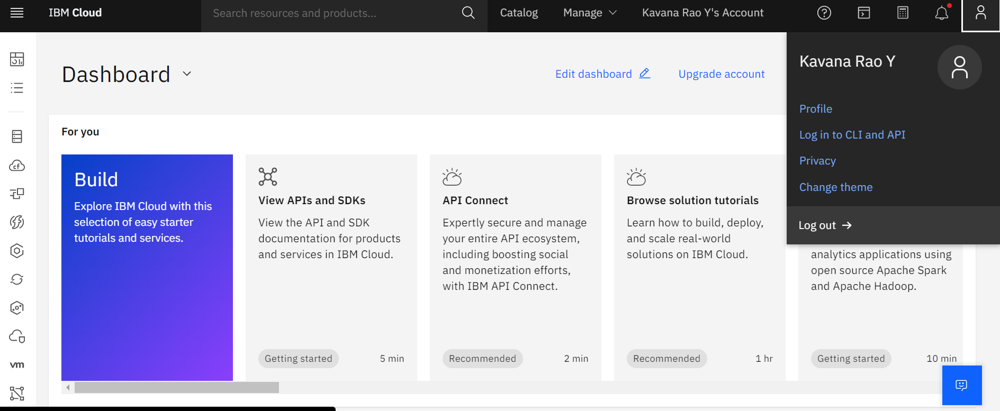 IBM Cloud
Search resources and products...
Catalog
Manage
Kavana Rao Y's Account
Dashboard
Edit dashboard
Upgrade account
Kavana Rao Y
Profile
Log in to CLI and API
Privacy
Change theme
Log out
For you
Build
Explore IBM Cloud with this
selection of easy starter
tutorials and services.
View APIs and SDKs
View the API and SDK
documentation for products
and services in IBM Cloud.
Getting started
5 min
API Connect
Expertly secure and manage
your entire API ecosystem,
including boosting social
and monetization efforts,
with IBM API Connect.
Recommended
2 min
Browse solution tutorials
Learn how to build, deploy,
and scale real-world
solutions on IBM Cloud.
Recommended
1 hr
analytics applications using
open source Apache Spark
and Apache Hadoop.
Getting started
10 min
cf
vm